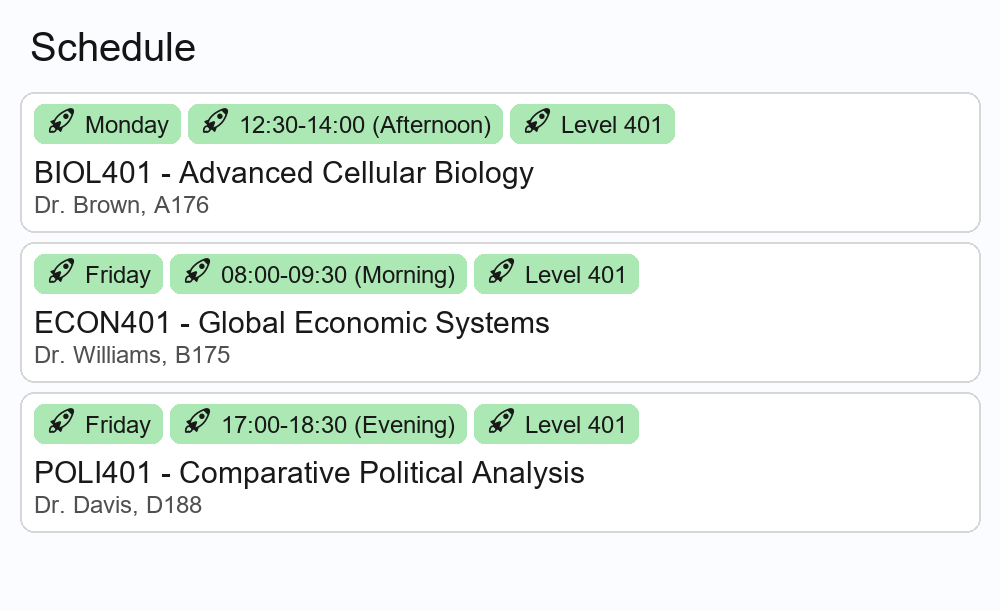 Schedule
Monday 12:30-14:00 (Afternoon) Level 401
BIOL401 - Advanced Cellular Biology
Dr. Brown, A176
Friday 08:00-09:30 (Morning) Level 401
ECON401 - Global Economic Systems
Dr. Williams, B175
Friday 17:00-18:30 (Evening) Level 401
POLI401 - Comparative Political Analysis
Dr. Davis, D188